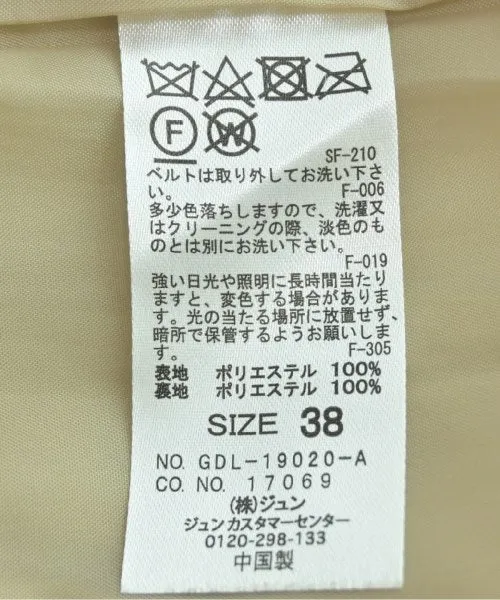 F W
SF-210
ベルトは取り外してお洗い下さ
い。 F-006
多少色落ちしますので、洗濯又
はクリーニングの際、淡色のも
のとは別にお洗い下さい。
F-019
強い日光や照明に長時間当たり
ますと、変色する場合がありま
す。光の当たる場所に放置せず、
暗所で保管するようお願いしま
す。 F-305
表地 ポリエステル 100%
裏地 ポリエステル 100%
SIZE 38
NO. GDL-19020-A
CO. NO. 17069
(株)ジュン
ジュンカスタマーセンター
0120-298-133
中国製